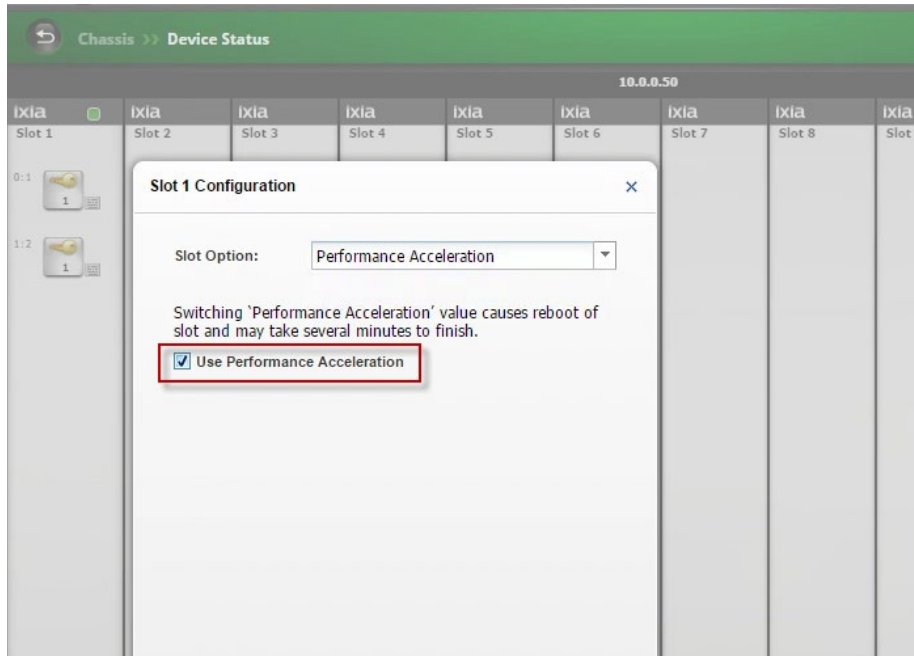 Chassis >> Device Status
10.0.0.50
ixia ixia ixia ixia ixia ixia ixia ixia ixia
Slot 1 Slot 2 Slot 3 Slot 4 Slot 5 Slot 6 Slot 7 Slot 8 Slot
0:1
1
1:2
1
Slot 1 Configuration
Slot Option: Performance Acceleration
Switching `Performance Acceleration' value causes reboot of
slot and may take several minutes to finish.
Use Performance Acceleration